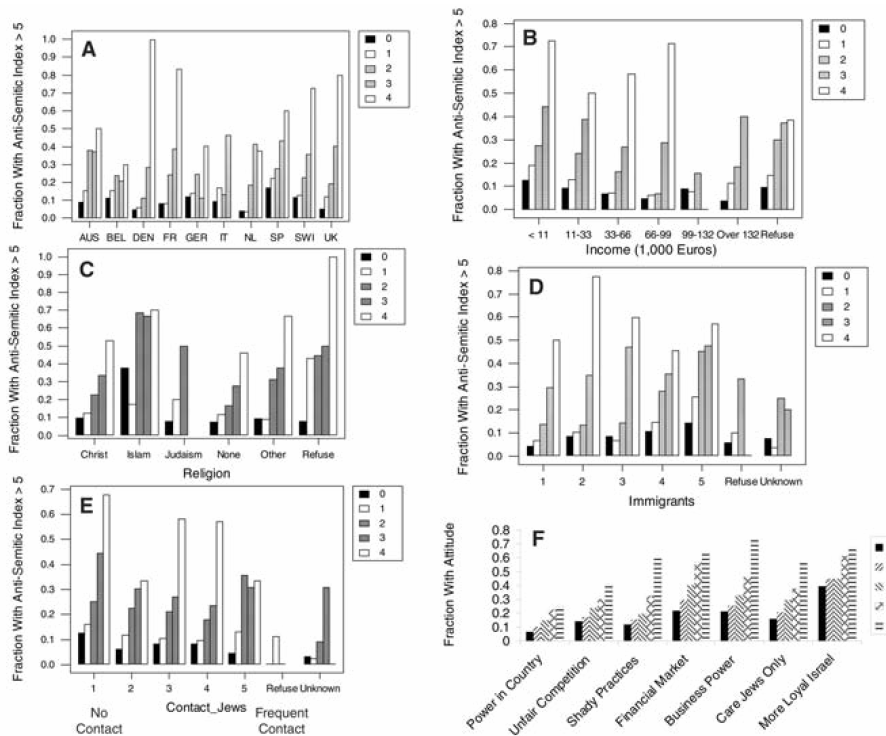 Fraction With Anti-Semitic Index > 5
A
1.0
0.9
0.8
0.7
0.6
0.5
0.4
0.3
0.2
0.1
0.0
AUS BEL DEN FR GER IT NL SP SWI UK
0
1
2
3
4
Fraction With Anti-Semitic Index > 5
B
0.8
0.7
0.6
0.5
0.4
0.3
0.2
0.1
0.0
< 11 11-33 33-66 66-99 99-132 Over 132 Refuse
Income (1,000 Euros)
0
1
2
3
4
Fraction With Anti-Semitic Index > 5
C
1.0
0.9
0.8
0.7
0.6
0.5
0.4
0.3
0.2
0.1
0.0
Christ Islam Judaism None Other Refuse
Religion
0
1
2
3
4
Fraction With Anti-Semitic Index > 5
D
0.8
0.7
0.6
0.5
0.4
0.3
0.2
0.1
0.0
1 2 3 4 5 Refuse Unknown
Immigrants
0
1
2
3
4
Fraction With Anti-Semitic Index > 5
E
0.7
0.6
0.5
0.4
0.3
0.2
0.1
0.0
1 2 3 4 5 Refuse Unknown
Contact_Jews
No
Contact
Frequent
Contact
0
1
2
3
4
Fraction With Attitude
F
0.8
0.7
0.6
0.5
0.4
0.3
0.2
0.1
0
Power in Country
Unfair Competition
Shady Practices
Financial Market
Business Power
Care Jews Only
More Loyal Israel